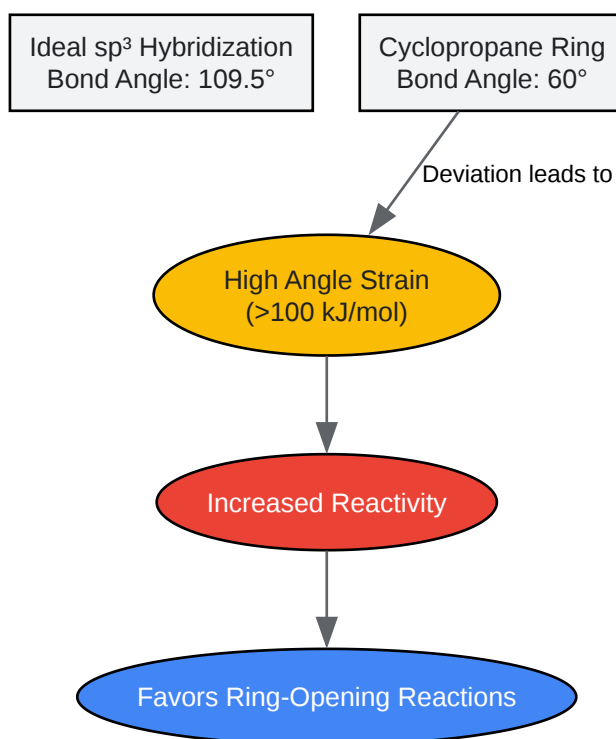 Ideal sp³ Hybridization
Bond Angle: 109.5°
Cyclopropane Ring
Bond Angle: 60°
Deviation leads to
High Angle Strain
(>100 kJ/mol)
Increased Reactivity
Favors Ring-Opening Reactions